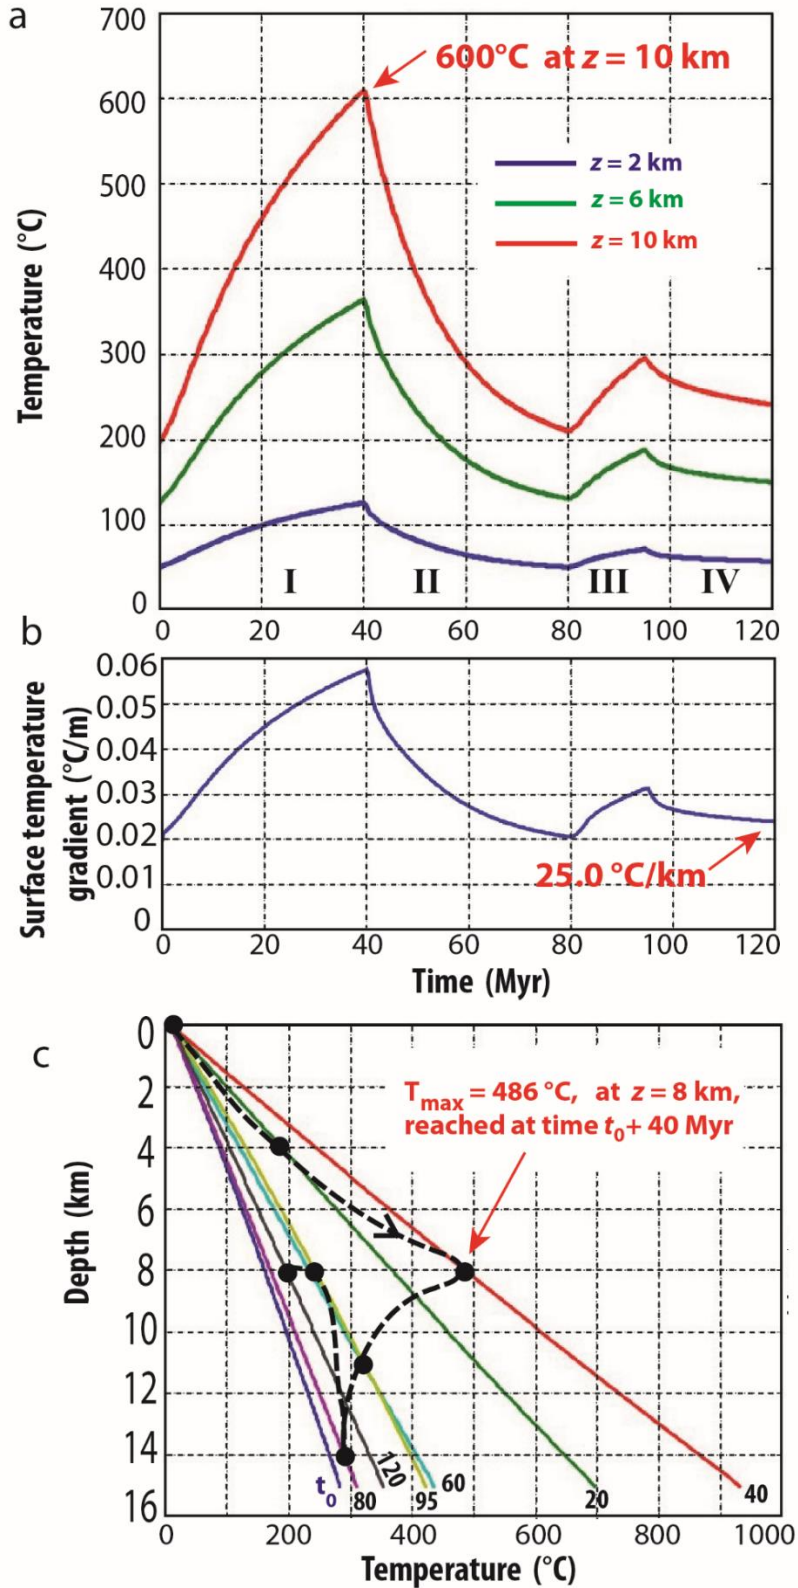 a
700
600°C at z = 10 km
600
z = 2 km
500
z = 6 km
z = 10 km
400
300
200
100
0
Temperature (°C)
I II III IV
0 20 40 60 80 100 120
b
0.06
0.05
0.04
0.03
0.02
0.01
0
Surface temperature
gradient (°C/m)
25.0 °C/km
0 20 40 60 80 100 120
Time (Myr)
c
0
2
4
6
8
10
12
14
16
Depth (km)
Tmax = 486 °C, at z = 8 km,
reached at time t0+ 40 Myr
t0 80 120 95 60 20 40
0 200 400 600 800 1000
Temperature (°C)